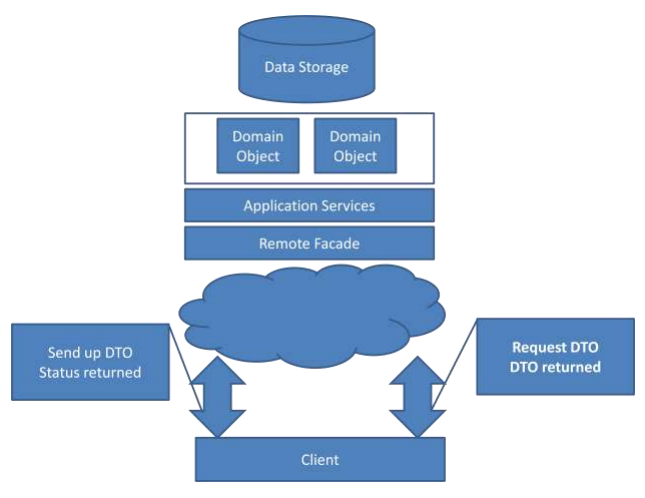 Data Storage
Domain
Object
Domain
Object
Application Services
Remote Facade
Send up DTO
Status returned
Request DTO
DTO returned
Client